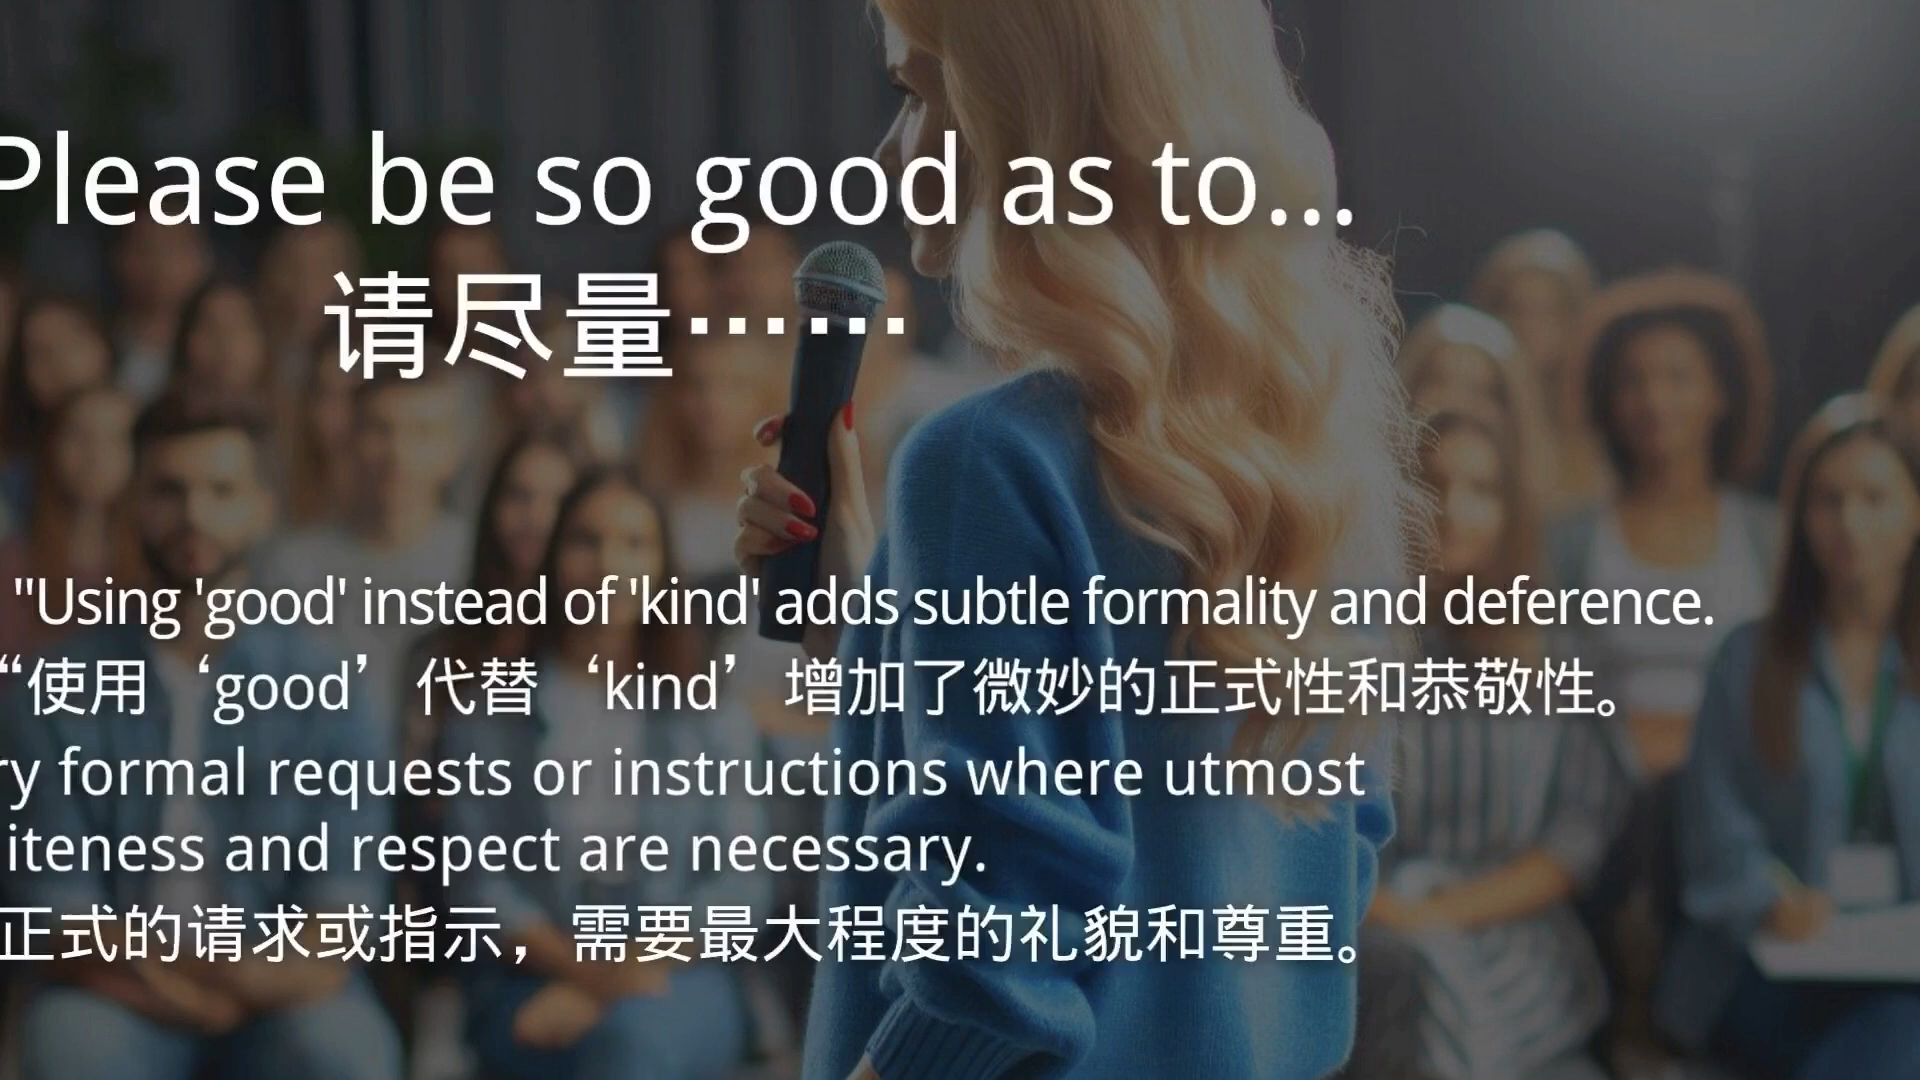 Please be so good as to...
请尽量……
"Using 'good' instead of 'kind' adds subtle formality and deference.
“使用‘good’代替‘kind’增加了微妙的正式性和恭敬性。
ry formal requests or instructions where utmost
iteness and respect are necessary.
正式的请求或指示，需要最大程度的礼貌和尊重。